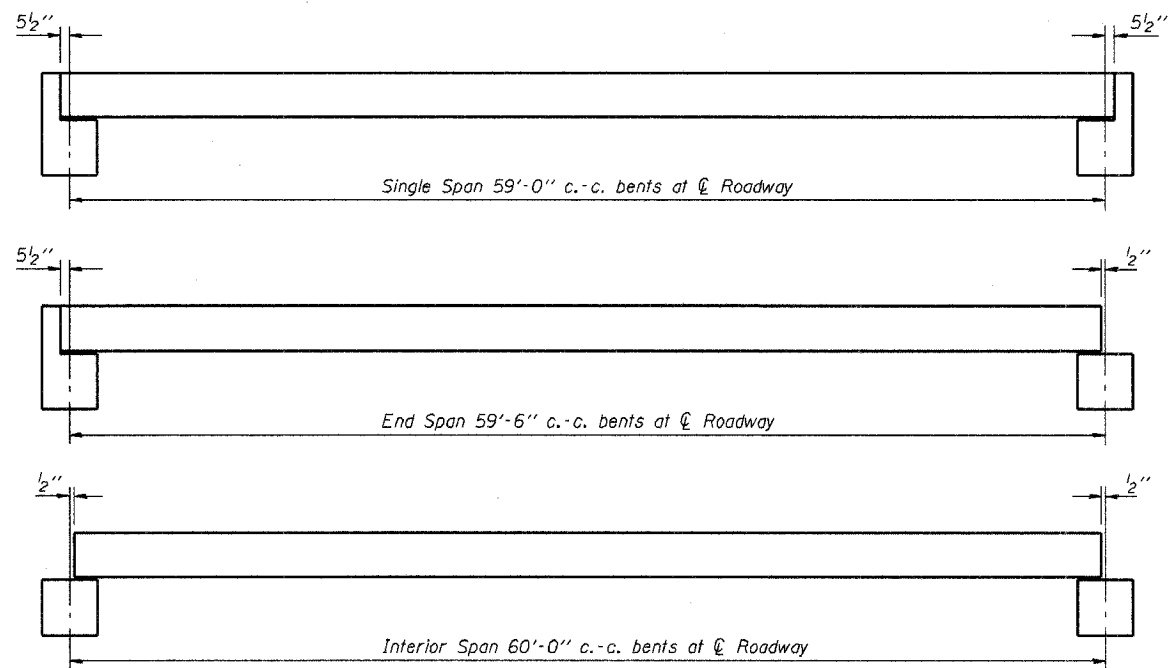 5½" 5½"
Single Span 59'-0" c.-c. bents at ℄ Roadway
5½" ½"
End Span 59'-6" c.-c. bents at ℄ Roadway
½" ½"
Interior Span 60'-0" c.-c. bents at ℄ Roadway